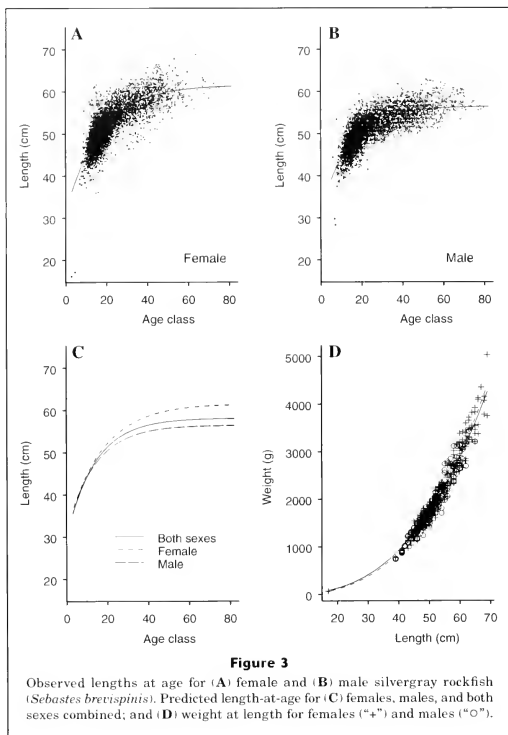 A
70
60
50
40
30
20
Length (cm)
Female
0 20 40 60 80
Age class
B
70
60
50
40
30
20
Length (cm)
Male
0 20 40 60 80
Age class
C
70
60
50
40
30
20
Length (cm)
Both sexes
Female
Male
0 20 40 60 80
Age class
D
5000
4000
3000
2000
1000
0
Weight (g)
20 30 40 50 60 70
Length (cm)
Figure 3
Observed lengths at age for (A) female and (B) male silvergray rockfish
(Sebastes brevispinis). Predicted length-at-age for (C) females, males, and both
sexes combined; and (D) weight at length for females ("+") and males ("○").